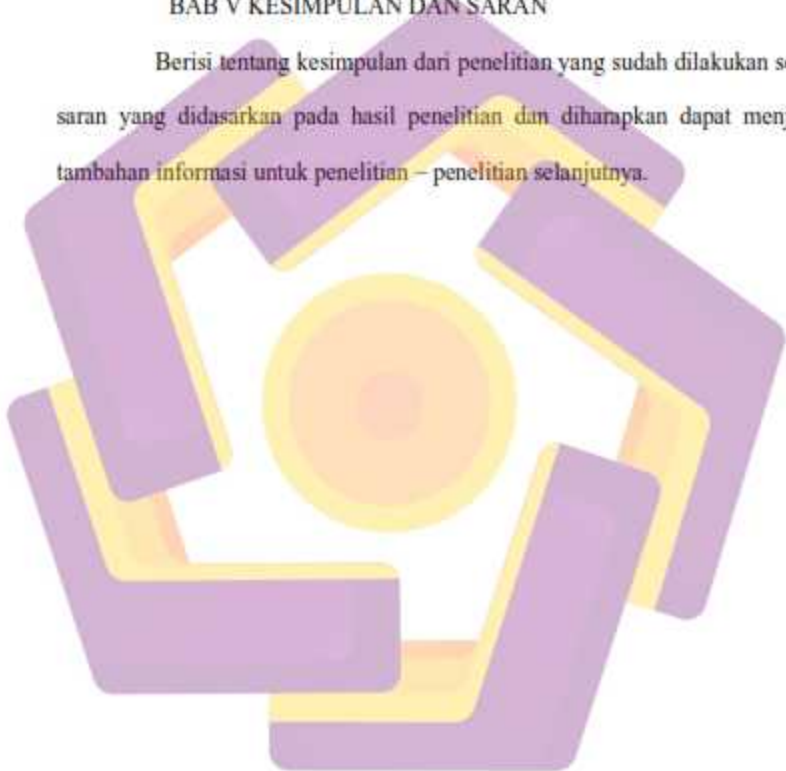 BAB V KESIMPULAN DAN SARAN
Berisi tentang kesimpulan dari penelitian yang sudah dilakukan
saran yang didasarkan pada hasil penelitian dan diharapkan dapat
tambahan informasi untuk penelitian – penelitian selanjutnya.